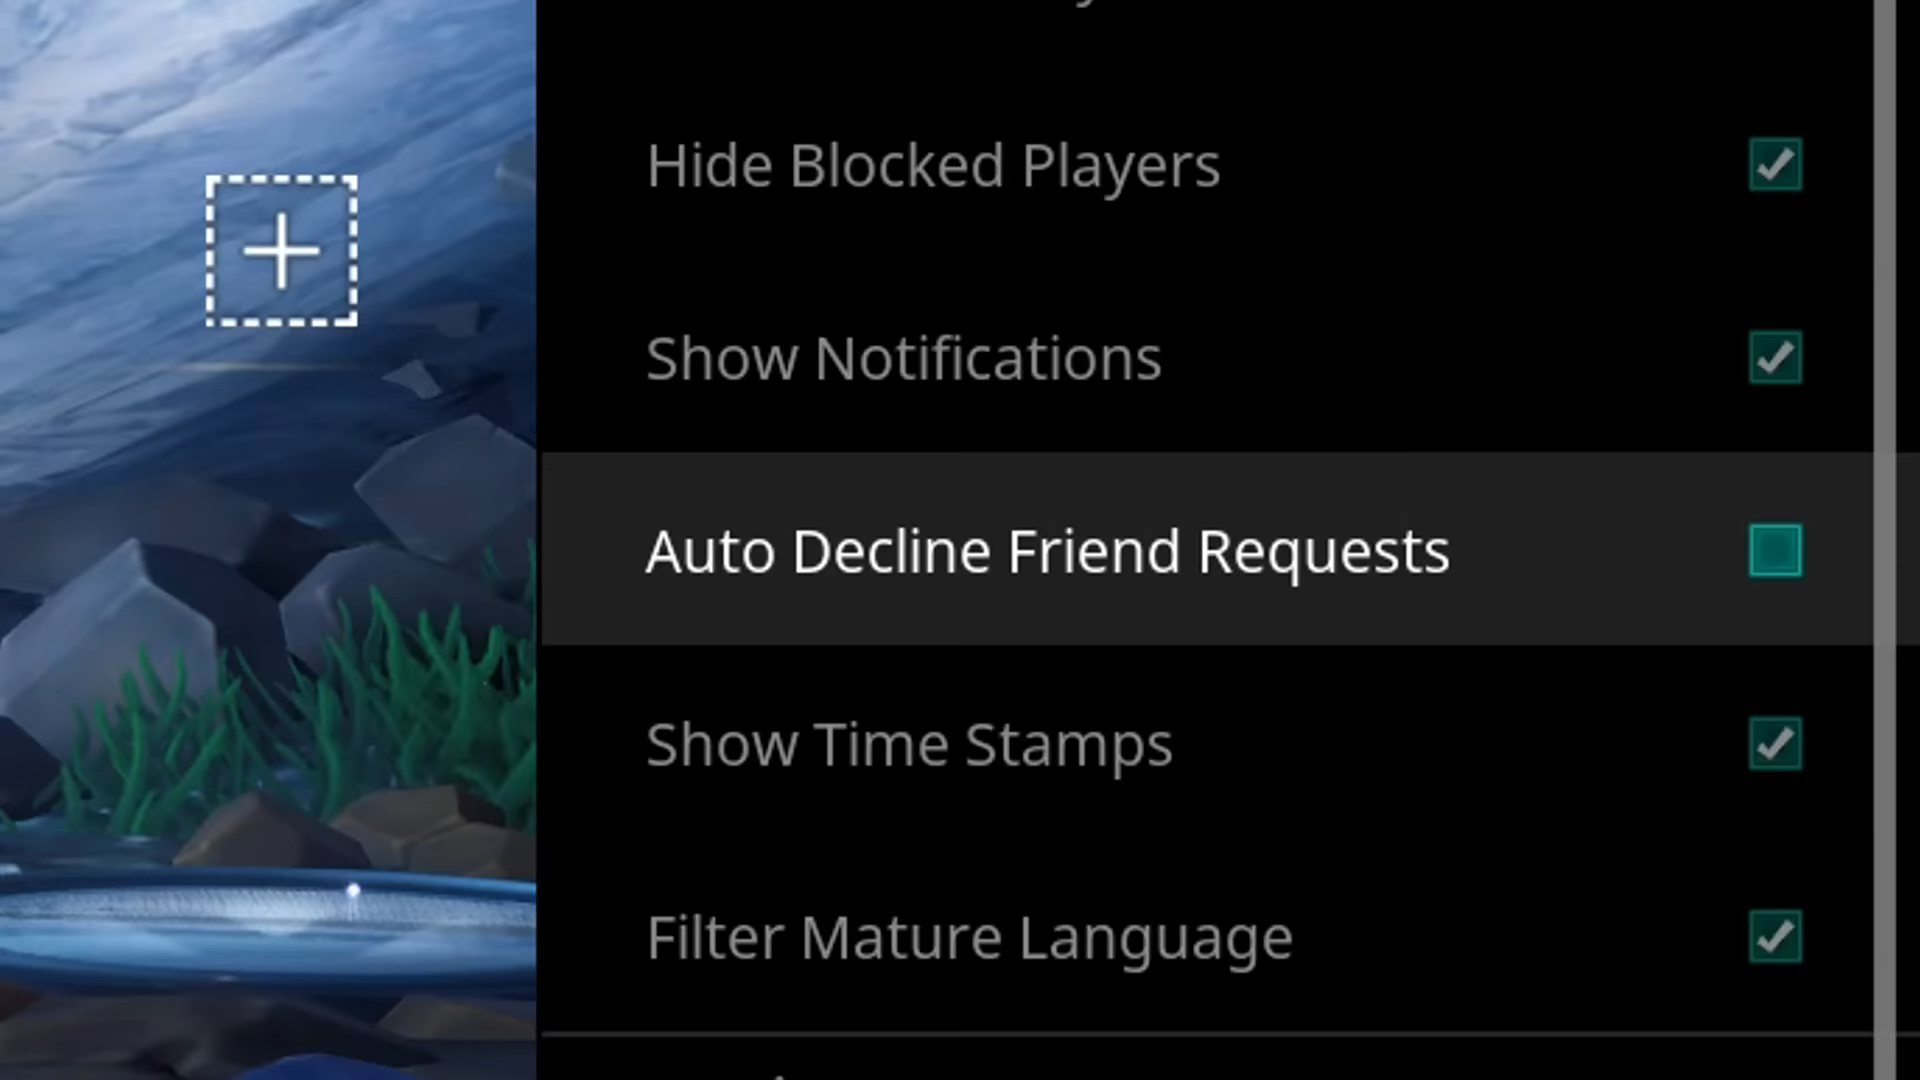 Hide Blocked Players
Show Notifications
Auto Decline Friend Requests
Show Time Stamps
Filter Mature Language